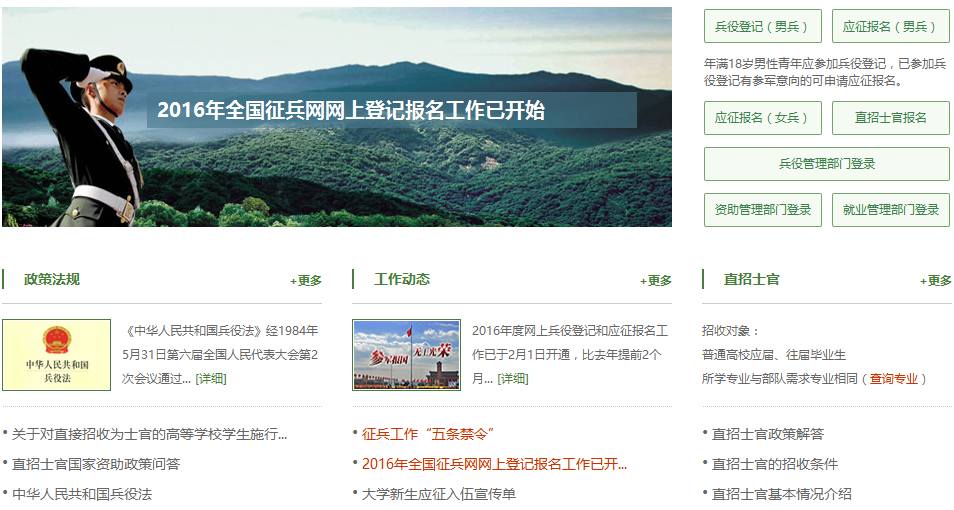 2016年全国征兵网网上登记报名工作已开始
兵役登记（男兵）
应征报名（男兵）
年满18岁男性青年应参加兵役登记，已参加兵
役登记有参军意向的可申请应征报名。
应征报名（女兵）
直招士官报名
兵役管理部门登录
资助管理部门登录
就业管理部门登录
政策法规
+更多
中华人民共和国
兵役法
《中华人民共和国兵役法》经1984年
5月31日第六届全国人民代表大会第2
次会议通过... [详细]
• 关于对直接招收为士官的高等学校学生施行...
• 直招士官国家资助政策问答
• 中华人民共和国兵役法
工作动态
+更多
参军报国 无上光荣
2016年度网上兵役登记和应征报名工
作已于2月1日开通，比去年提前2个
月... [详细]
• 征兵工作“五条禁令”
• 2016年全国征兵网网上登记报名工作已开...
• 大学新生应征入伍宣传单
直招士官
+更多
招收对象：
普通高校应届、往届毕业生
所学专业与部队需求专业相同（查询专业）
• 直招士官政策解答
• 直招士官的招收条件
• 直招士官基本情况介绍